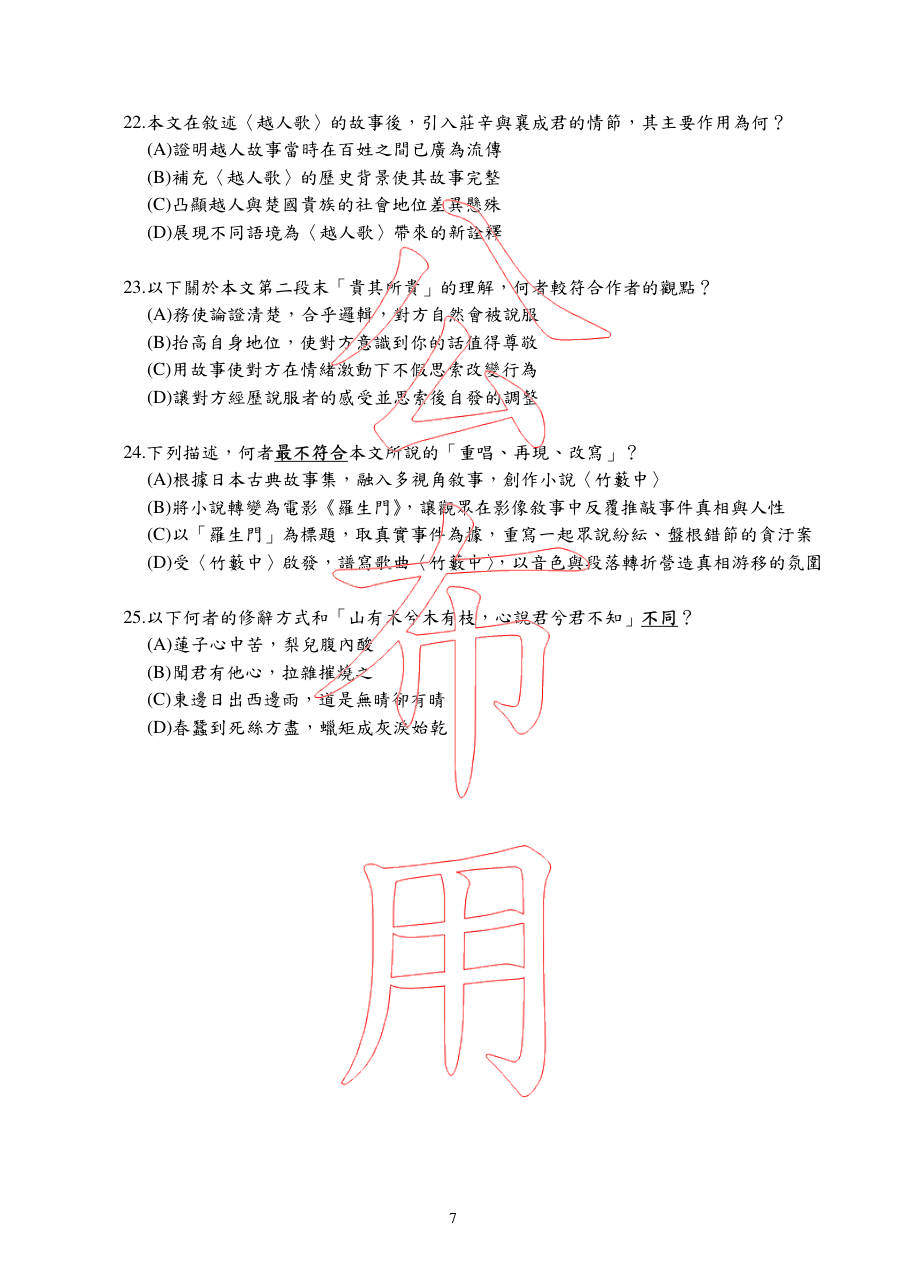 22.本文在敘述〈越人歌〉的故事後，引入莊辛與襄成君的情節，其主要作用為何？
(A)證明越人故事當時在百姓之間已廣為流傳
(B)補充〈越人歌〉的歷史背景使其故事完整
(C)凸顯越人與楚國貴族的社會地位差異懸殊
(D)展現不同語境為〈越人歌〉帶來的新詮釋
23.以下關於本文第二段末「貴其所貴」的理解，何者較符合作者的觀點？
(A)務使論證清楚，合乎邏輯，對方自然會被說服
(B)抬高自身地位，使對方意識到你的話值得尊敬
(C)用故事使對方在情緒激動下不假思索改變行為
(D)讓對方經歷說服者的感受並思索後自發的調整
24.下列描述，何者最不符合本文所說的「重唱、再現、改寫」？
(A)根據日本古典故事集，融入多視角敘事，創作小說〈竹藪中〉
(B)將小說轉變為電影《羅生門》，讓觀眾在影像敘事中反覆推敲事件真相與人性
(C)以「羅生門」為標題，取真實事件為據，重寫一起眾說紛紜、盤根錯節的貪汙案
(D)受〈竹藪中〉啟發，譜寫歌曲〈竹藪中〉，以音色與段落轉折營造真相游移的氛圍
25.以下何者的修辭方式和「山有木兮木有枝，心說君兮君不知」不同？
(A)蓮子心中苦，梨兒腹內酸
(B)聞君有他心，拉雜摧燒之
(C)東邊日出西邊雨，道是無晴卻有晴
(D)春蠶到死絲方盡，蠟炬成灰淚始乾
公布用
7